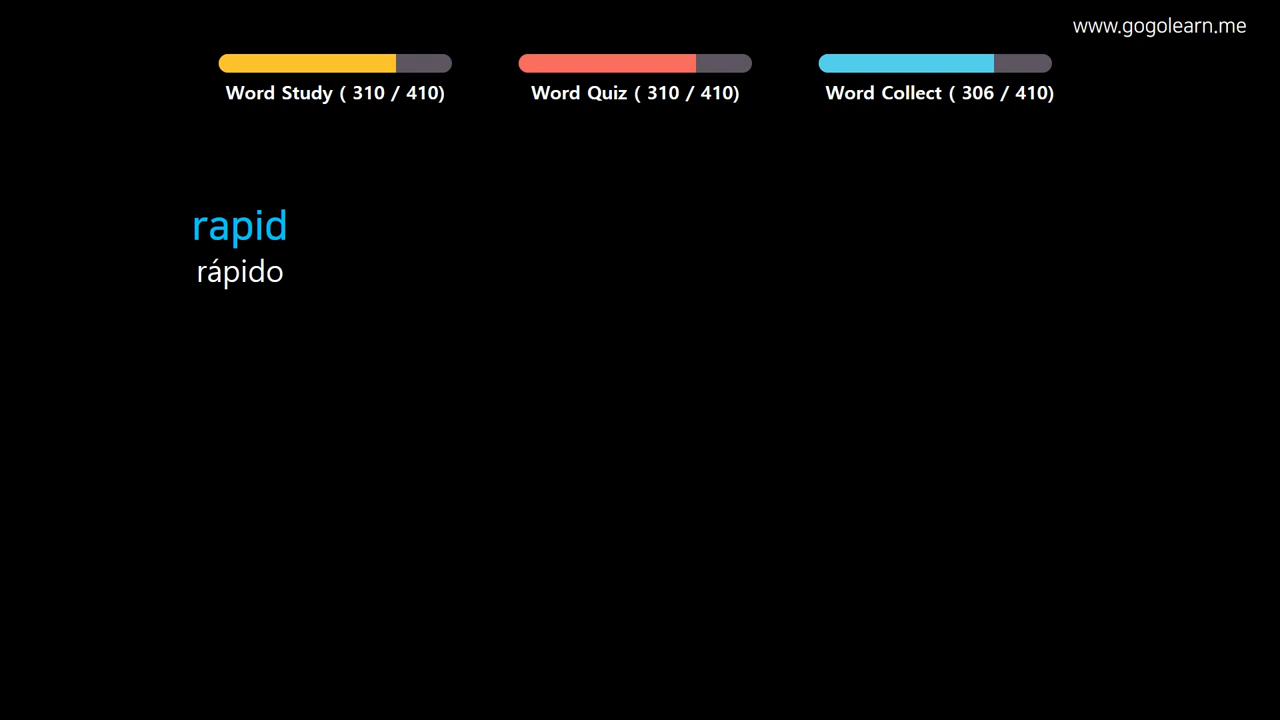 www.gogolearn.me
Word Study ( 310 / 410)
Word Quiz ( 310 / 410)
Word Collect ( 306 / 410)
rapid
rápido